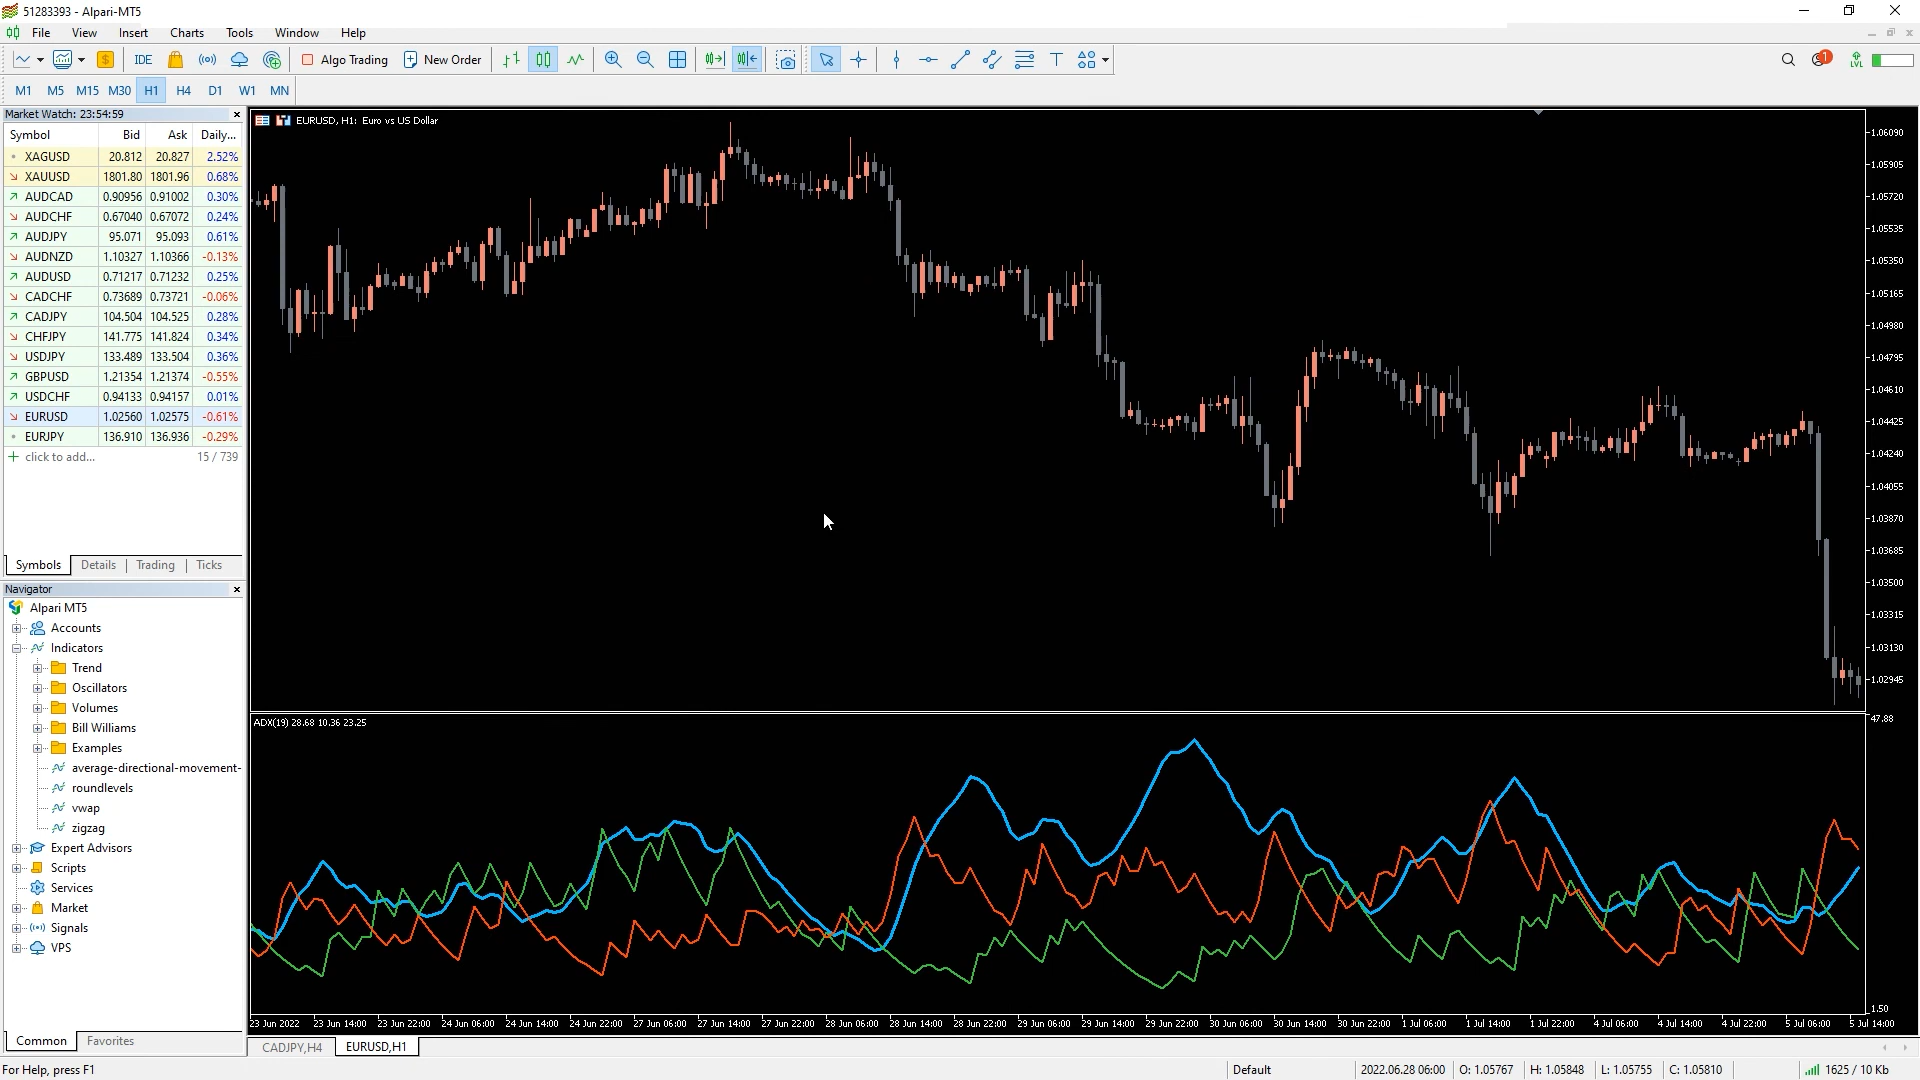 51283393 - Alpari-MT5
File View Insert Charts Tools Window Help
IDE Algo Trading New Order 1 LVL
M1 M5 M15 M30 H1 H4 D1 W1 MN
Market Watch: 23:54:59
Symbol Bid Ask Daily...
XAGUSD 20.812 20.827 2.52%
XAUUSD 1801.80 1801.96 0.68%
AUDCAD 0.90956 0.91002 0.30%
AUDCHF 0.67040 0.67072 0.24%
AUDJPY 95.071 95.093 0.61%
AUDNZD 1.10327 1.10366 -0.13%
AUDUSD 0.71217 0.71232 0.25%
CADCHF 0.73689 0.73721 -0.06%
CADJPY 104.504 104.525 0.28%
CHFJPY 141.775 141.824 0.34%
USDJPY 133.489 133.504 0.36%
GBPUSD 1.21354 1.21374 -0.55%
USDCHF 0.94133 0.94157 0.01%
EURUSD 1.02560 1.02575 -0.61%
EURJPY 136.910 136.936 -0.29%
click to add... 15 / 739
Symbols Details Trading Ticks
Navigator
Alpari MT5
Accounts
Indicators
Trend
Oscillators
Volumes
Bill Williams
Examples
average-directional-movement-
roundlevels
vwap
zigzag
Expert Advisors
Scripts
Services
Market
Signals
VPS
Common Favorites
EURUSD, H1: Euro vs US Dollar
1.06090
1.05905
1.05720
1.05535
1.05350
1.05165
1.04980
1.04795
1.04610
1.04425
1.04240
1.04055
1.03870
1.03685
1.03500
1.03315
1.03130
1.02945
ADX(19) 28.68 10.36 23.25
47.88
1.50
23 Jun 2022 23 Jun 14:00 23 Jun 22:00 24 Jun 06:00 24 Jun 14:00 24 Jun 22:00 27 Jun 06:00 27 Jun 14:00 27 Jun 22:00 28 Jun 06:00 28 Jun 14:00 28 Jun 22:00 29 Jun 06:00 29 Jun 14:00 29 Jun 22:00 30 Jun 06:00 30 Jun 14:00 30 Jun 22:00 1 Jul 06:00 1 Jul 14:00 1 Jul 22:00 4 Jul 06:00 4 Jul 14:00 4 Jul 22:00 5 Jul 06:00 5 Jul 14:00
CADJPY,H4 EURUSD,H1
For Help, press F1 Default 2022.06.28 06:00 O: 1.05767 H: 1.05848 L: 1.05755 C: 1.05810 1625 / 10 Kb